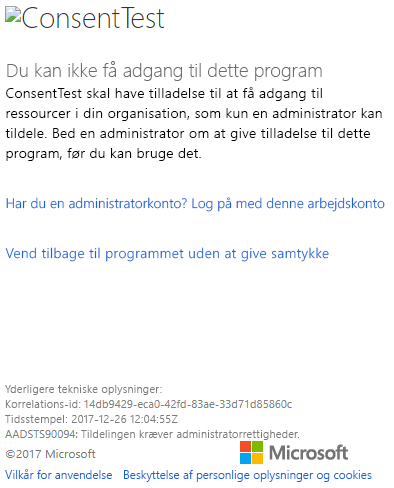 ConsentTest
Du kan ikke få adgang til dette program
ConsentTest skal have tilladelse til at få adgang til
ressourcer i din organisation, som kun en administrator kan
tildele. Bed en administrator om at give tilladelse til dette
program, før du kan bruge det.
Har du en administratorkonto? Log på med denne arbejdskonto
Vend tilbage til programmet uden at give samtykke
Yderligere tekniske oplysninger:
Korrelations-id: 14db9429-eca0-42fd-83ae-33d71d85860c
Tidsstempel: 2017-12-26 12:04:55Z
AADSTS90094: Tildelingen kræver administratorrettigheder.
©2017 Microsoft
Microsoft
Vilkår for anvendelse Beskyttelse af personlige oplysninger og cookies